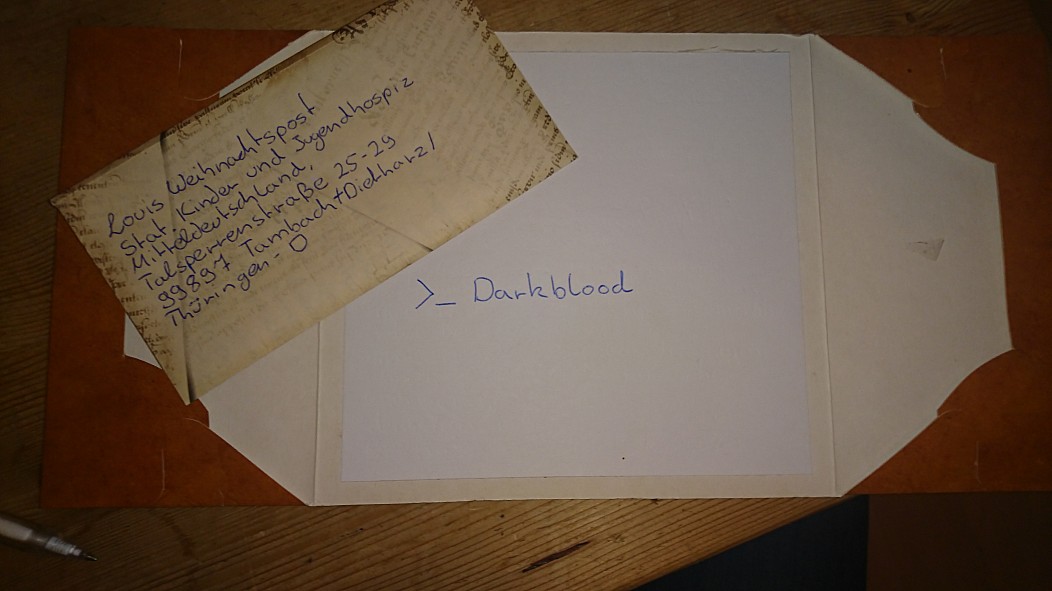 Louis Weihnachtspost
Stat. Kinder und Jugendhospiz
Mitteldeutschland,
Talsperrenstraße 25-29
99897 Tambach+Dietharz/
Thüringen-D
>_ Darkblood